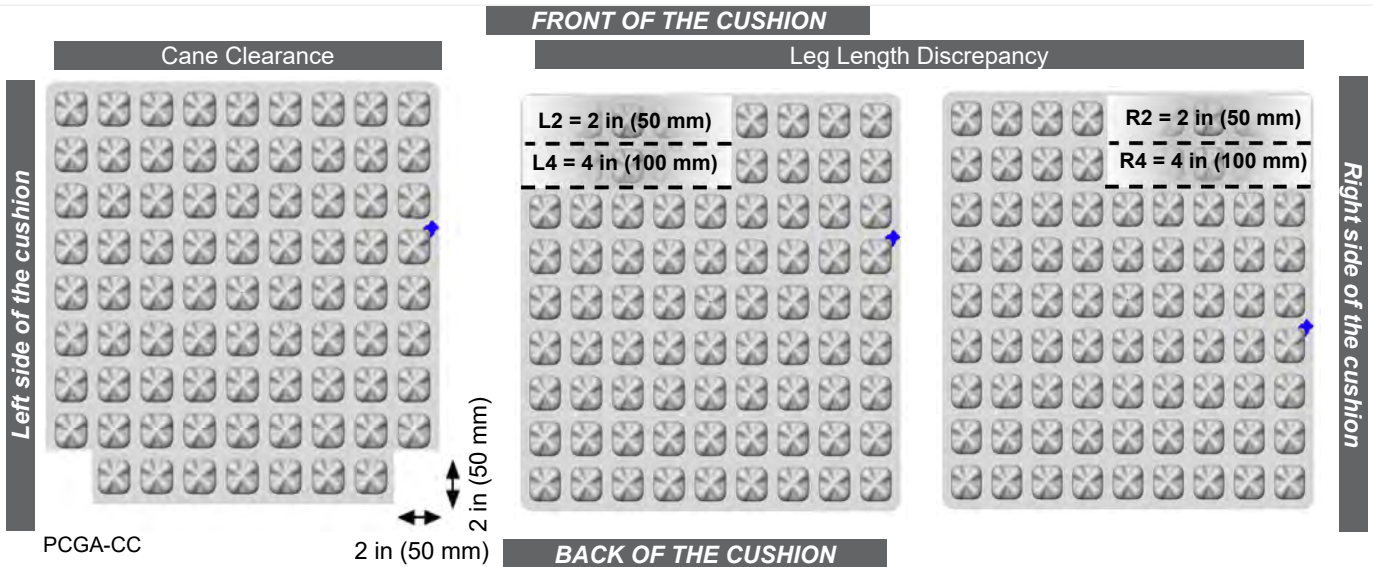 FRONT OF THE CUSHION
Cane Clearance
Leg Length Discrepancy
Left side of the cushion
L2 = 2 in (50 mm)
L4 = 4 in (100 mm)
R2 = 2 in (50 mm)
R4 = 4 in (100 mm)
Right side of the cushion
2 in (50 mm)
PCGA-CC
2 in (50 mm)
BACK OF THE CUSHION